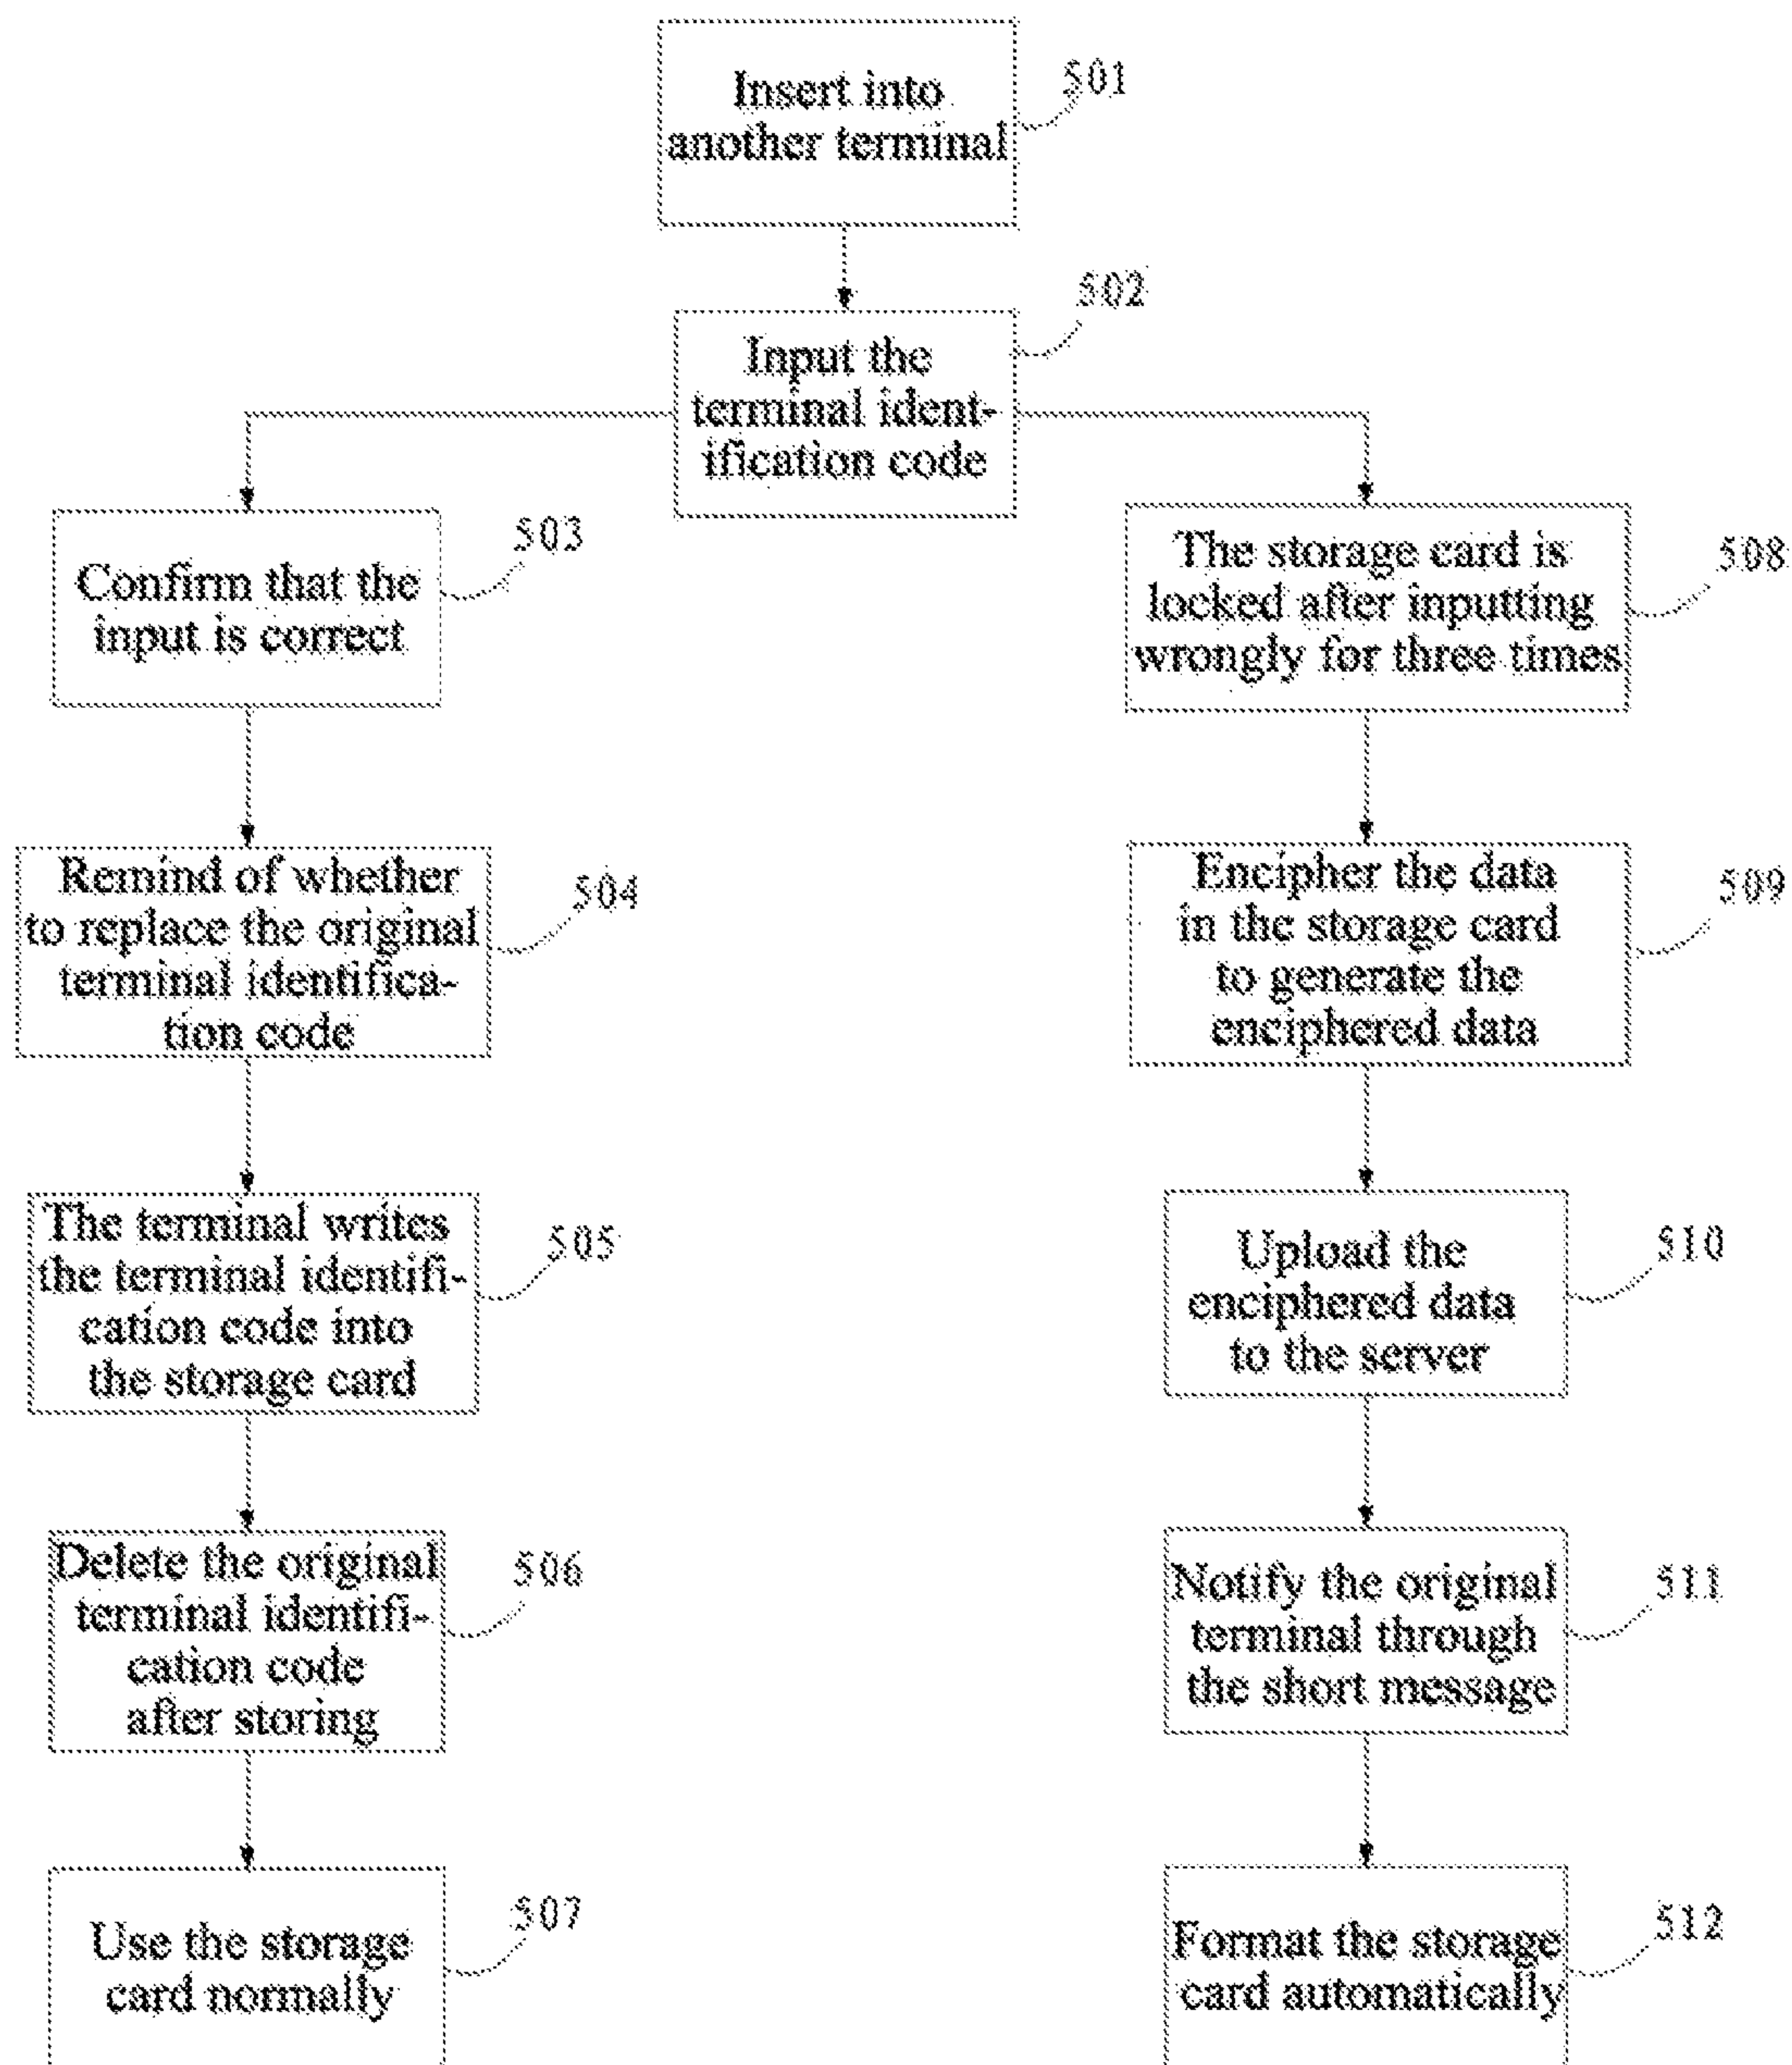 Insert into
another terminal
501
Input the
terminal ident-
ification code
502
Confirm that the
input is correct
503
Remind of whether
to replace the original
terminal identifica-
tion code
504
The terminal writes
the terminal identifi-
cation code into
the storage card
505
Delete the original
terminal identifi-
cation code
after storing
506
Use the storage
card normally
507
The storage card is
locked after inputting
wrongly for three times
508
Encipher the data
in the storage card
to generate the
enciphered data
509
Upload the
enciphered data
to the server
510
Notify the original
terminal through
the short message
511
Format the storage
card automatically
512